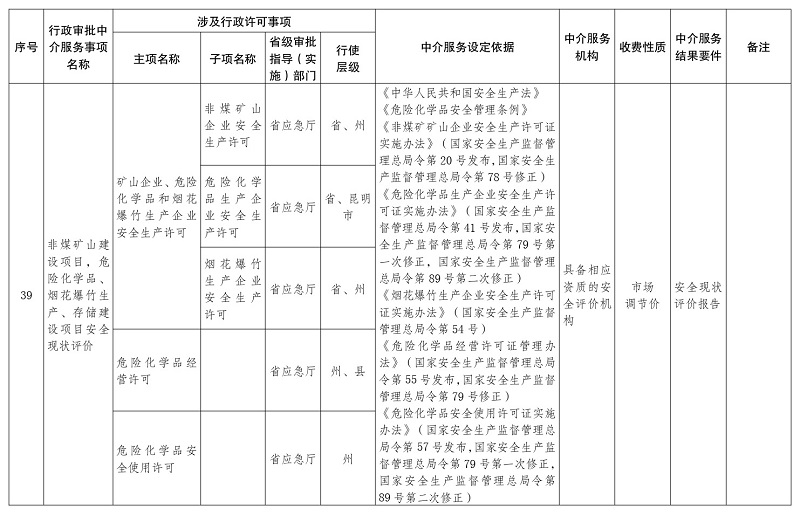 序号
行政审批中
介服务事项
名称
涉及行政许可事项
主项名称
子项名称
省级审批
指导（实
施）部门
行使
层级
中介服务设定依据
中介服务
机构
收费性质
中介服务
结果要件
备注
39
非煤矿山建
设项目，危
险化学品、
烟花爆竹生
产、存储建
设项目安全
现状评价
矿山企业、危险
化学品和烟花
爆竹生产企业
安全生产许可
非煤矿山
企业安全
生产许可
省应急厅
省、州
危险化学
品生产企
业安全生
产许可
省应急厅
省、昆明
市
烟花爆竹
生产企业
安全生产
许可
省应急厅
省、州
危险化学品经
营许可
省应急厅
州、县
危险化学品安
全使用许可
省应急厅
州
《中华人民共和国安全生产法》
《危险化学品安全管理条例》
《非煤矿矿山企业安全生产许可证
实施办法》（国家安全生产监督管
理总局令第20号发布，国家安全生
产监督管理总局令第78号修正）
《危险化学品生产企业安全生产许
可证实施办法》（国家安全生产监
督管理总局令第41号发布，国家安
全生产监督管理总局令第79号第
一次修正，国家安全生产监督管理
总局令第89号第二次修正）
《烟花爆竹生产企业安全生产许可
证实施办法》（国家安全生产监督
管理总局令第54号）
《危险化学品经营许可证管理办
法》（国家安全生产监督管理总局
令第55号发布，国家安全生产监督
管理总局令第79号修正）
《危险化学品安全使用许可证实施
办法》（国家安全生产监督管理总
局令第57号发布，国家安全生产监
督管理总局令第79号第一次修正，
国家安全生产监督管理总局令第
89号第二次修正）
具备相应
资质的安
全评价机
构
市场
调节价
安全现状
评价报告